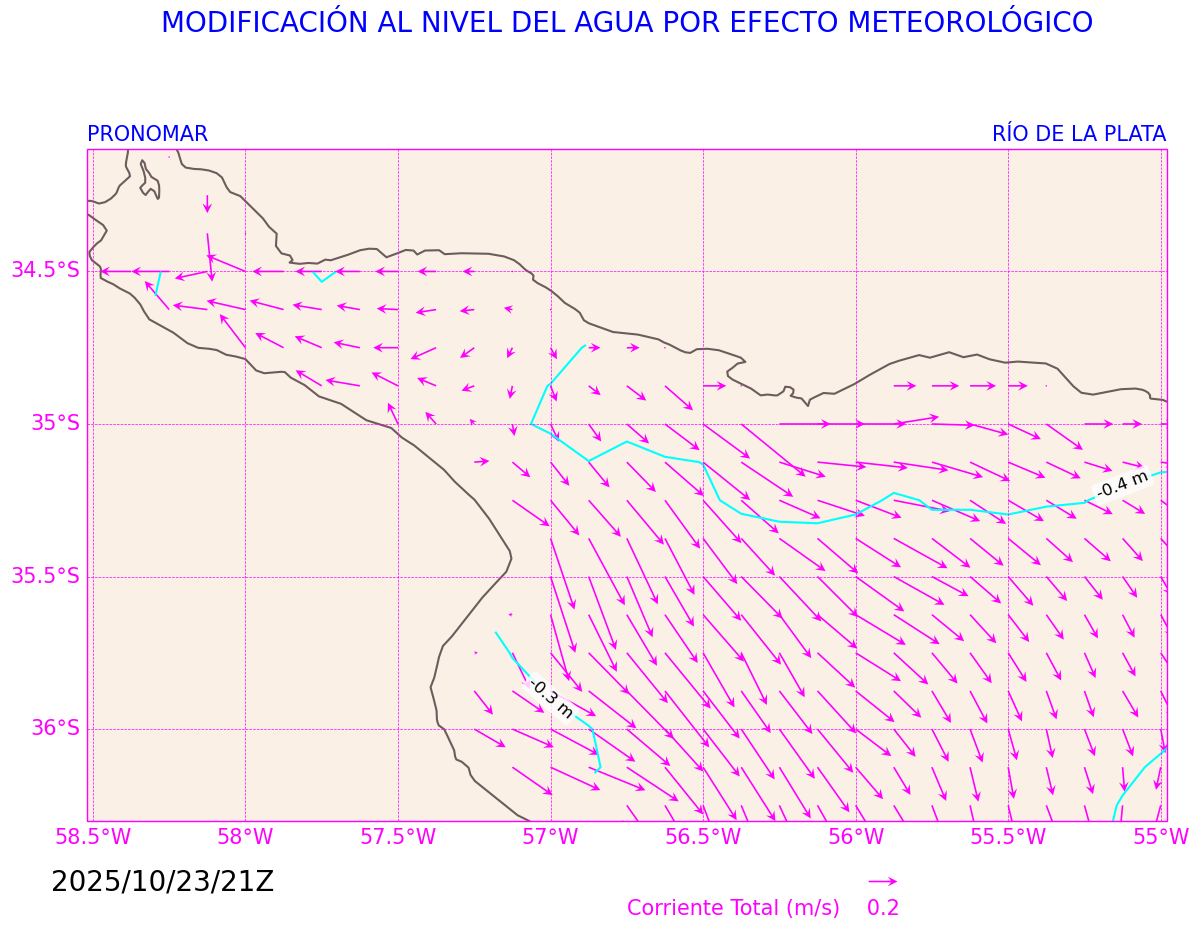 MODIFICACIÓN AL NIVEL DEL AGUA POR EFECTO METEOROLÓGICO
PRONOMAR RÍO DE LA PLATA
34.5°S
35°S
-0.4 m
35.5°S
-0.3 m
36°S
58.5°W 58°W 57.5°W 57°W 56.5°W 56°W 55.5°W 55°W
2025/10/23/21Z
Corriente Total (m/s) 0.2